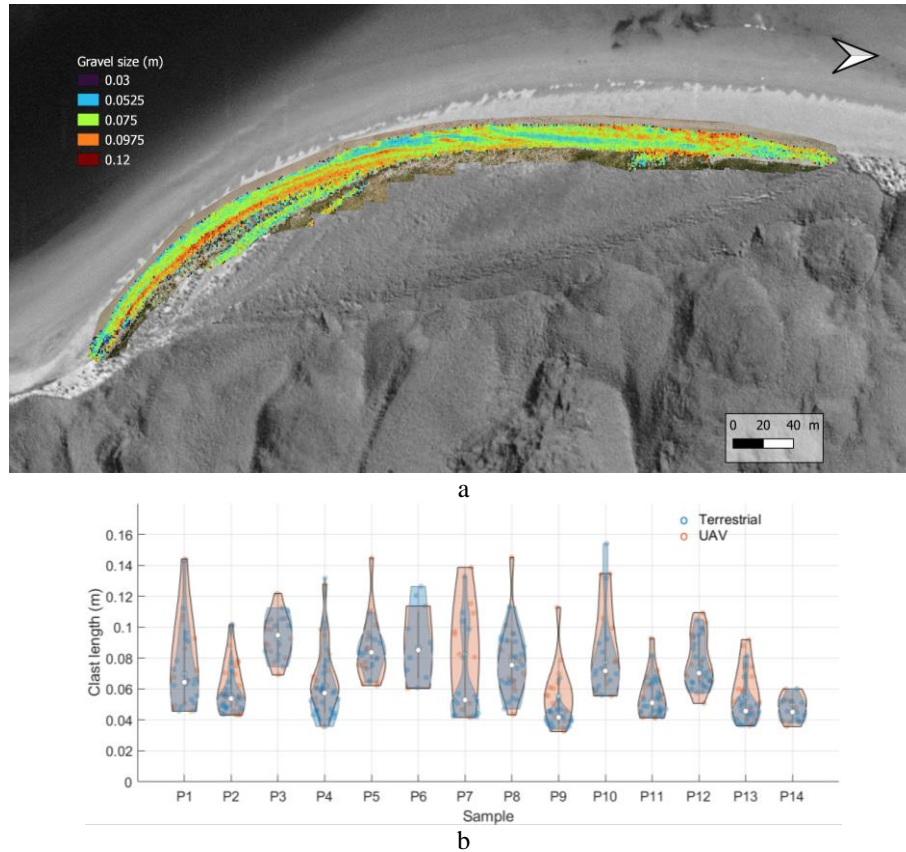 Gravel size (m)
0.03
0.0525
0.075
0.0975
0.12
0 20 40 m
a
Terrestrial
UAV
0.16
0.14
0.12
0.1
0.08
0.06
0.04
0.02
0
Clast length (m)
P1 P2 P3 P4 P5 P6 P7 P8 P9 P10 P11 P12 P13 P14
Sample
b